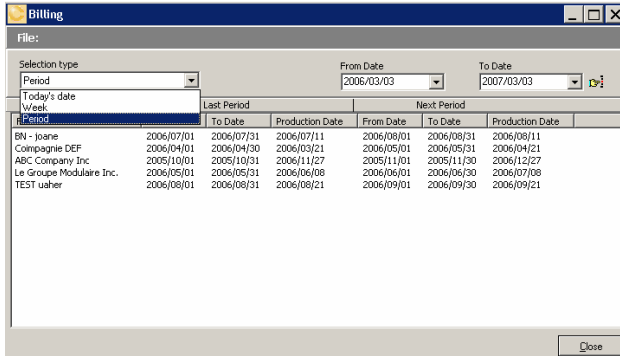 Billing
File:
Selection type
From Date To Date
Period 2006/03/03 2007/03/03
Today's date
Week
Period
Last Period Next Period
To Date Production Date From Date To Date Production Date
BN - joane 2006/07/01 2006/07/31 2006/07/11 2006/08/01 2006/08/31 2006/08/11
Coimpagnie DEF 2006/04/01 2006/04/30 2006/03/21 2006/05/01 2006/05/31 2006/04/21
ABC Company Inc 2005/10/01 2005/10/31 2006/11/27 2005/11/01 2005/11/30 2006/12/27
Le Groupe Modulaire Inc. 2006/05/01 2006/05/31 2006/06/08 2006/06/01 2006/06/30 2006/07/08
TEST uaher 2006/08/01 2006/08/31 2006/08/21 2006/09/01 2006/09/30 2006/09/21
Close